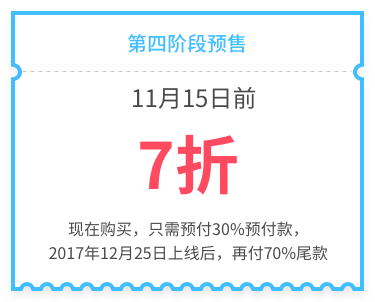 第四阶段预售
11月15日前
7折
现在购买，只需预付30%预付款，
2017年12月25日上线后，再付70%尾款